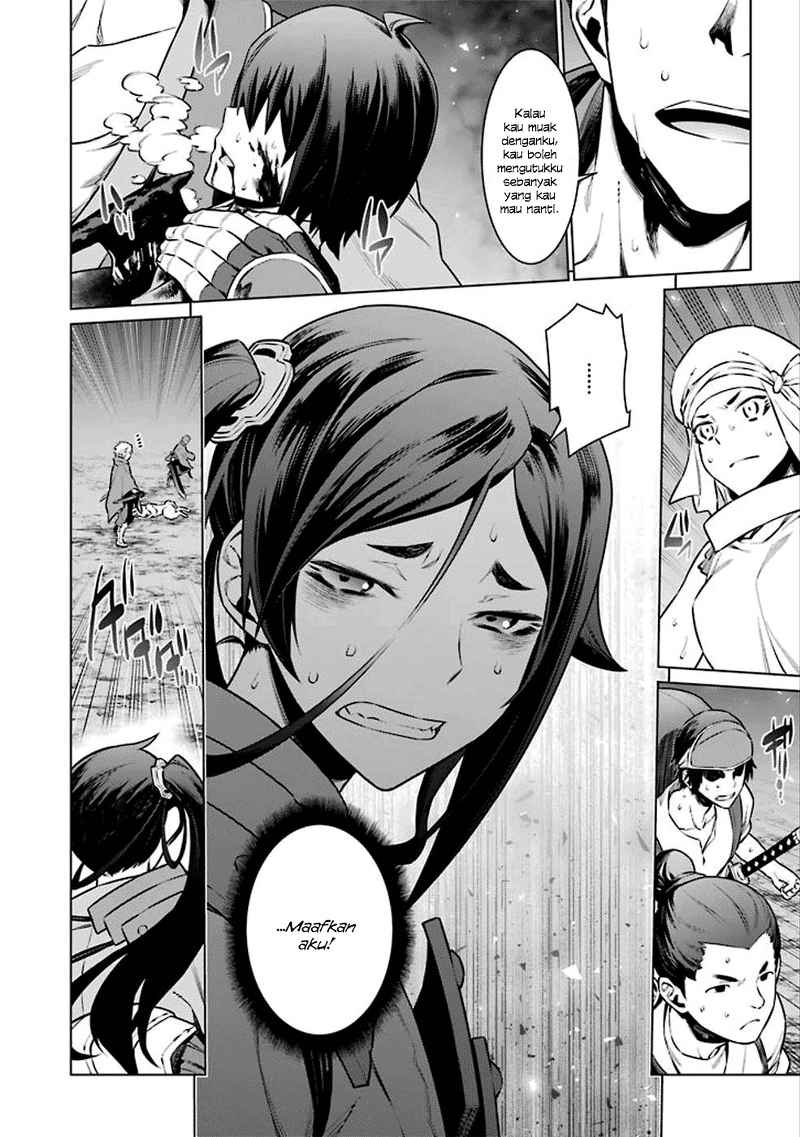 Kalau
kau muak
denganku,
kau boleh
mengutukku
sebanyak
yang kau
mau nanti.
.......
...Maafkan
aku!